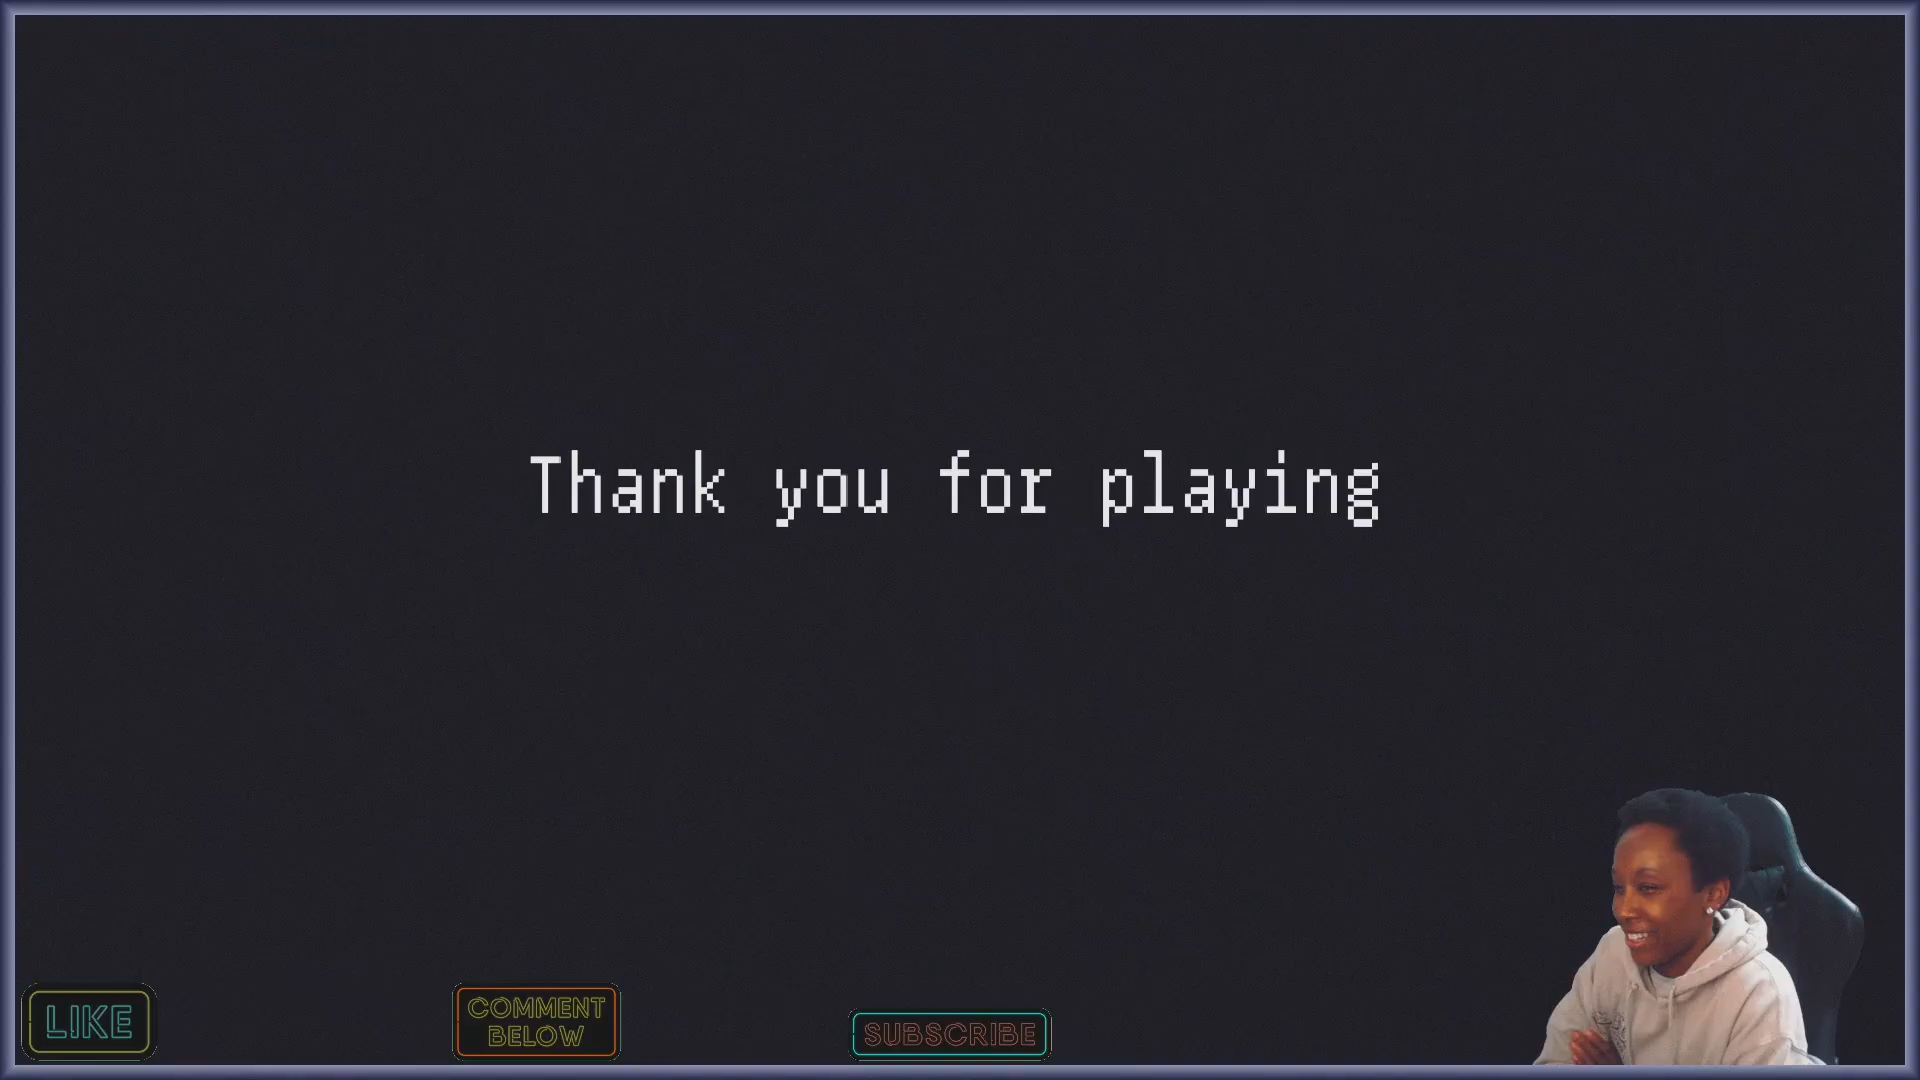 Thank you for playing
LIKE
COMMENT
BELOW
SUBSCRIBE